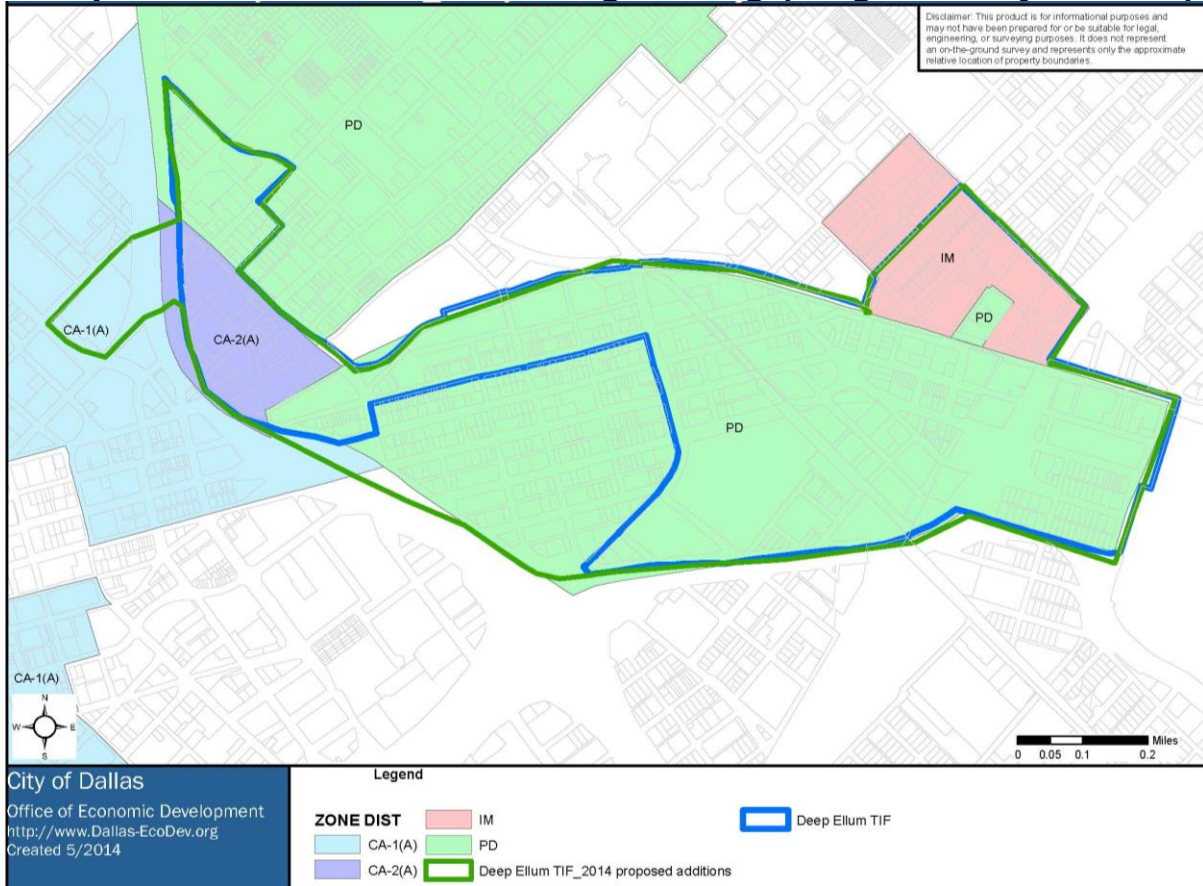 Disclaimer: This product is for informational purposes and
may not have been prepared for or be suitable for legal,
engineering, or surveying purposes. It does not represent
an on-the-ground survey and represents only the approximate
relative location of property boundaries.
PD
IM
PD
CA-1(A)
CA-2(A)
PD
CA-1(A)
N
W E
S
Miles
0 0.05 0.1 0.2
City of Dallas
Office of Economic Development
http://www.Dallas-EcoDev.org
Created 5/2014
Legend
ZONE DIST
CA-1(A)
CA-2(A)
IM
PD
Deep Ellum TIF_2014 proposed additions
Deep Ellum TIF